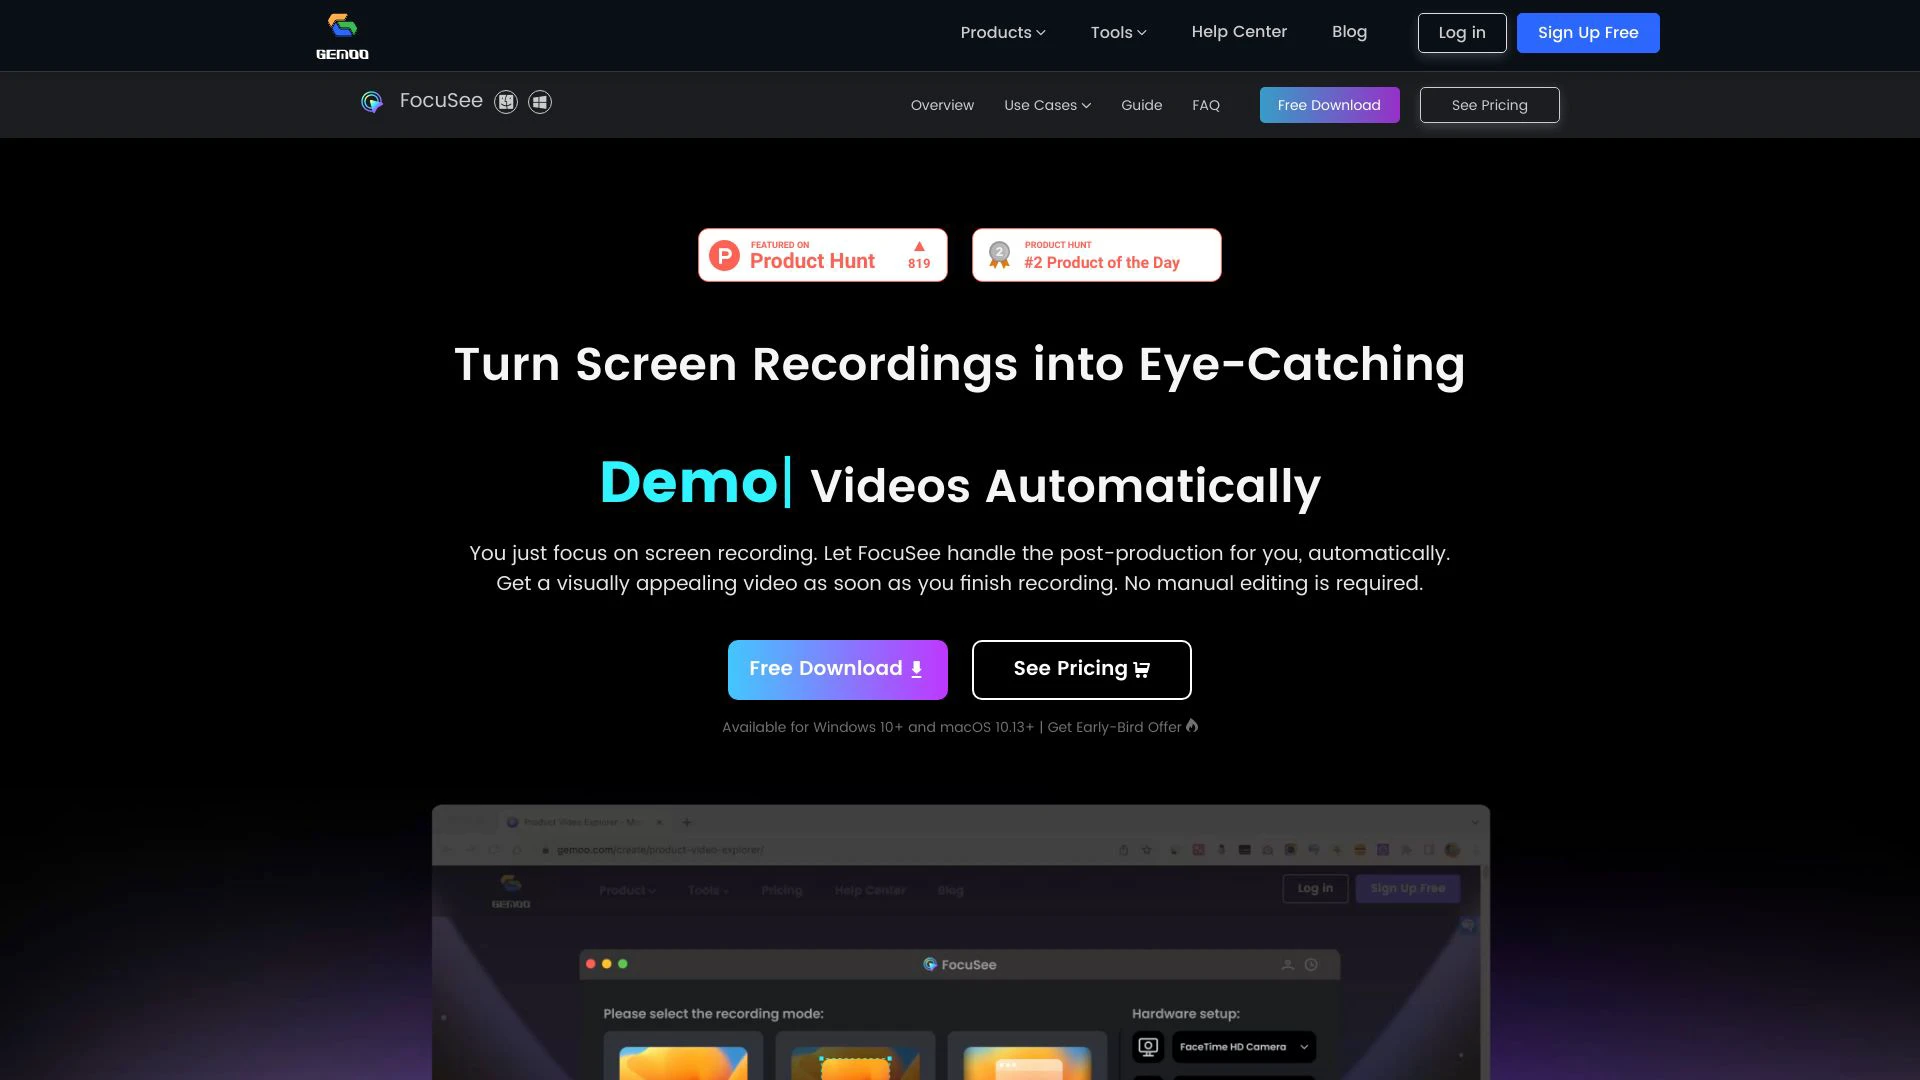 GEMOO
Products
Tools
Help Center
Blog
Log in
Sign Up Free
FocuSee
Overview
Use Cases
Guide
FAQ
Free Download
See Pricing
FEATURED ON
Product Hunt
819
2
PRODUCT HUNT
#2 Product of the Day
Turn Screen Recordings into Eye-Catching
Demo| Videos Automatically
You just focus on screen recording. Let FocuSee handle the post-production for you, automatically.
Get a visually appealing video as soon as you finish recording. No manual editing is required.
Free Download
See Pricing
Available for Windows 10+ and macOS 10.13+ | Get Early-Bird Offer
Product Video Explorer - Mo
gemoo.com/create/product-video-explorer/
GEMOO
Product
Tools
Pricing
Help Center
Blog
Log in
Sign Up Free
FocuSee
Please select the recording mode:
Hardware setup:
FaceTime HD Camera